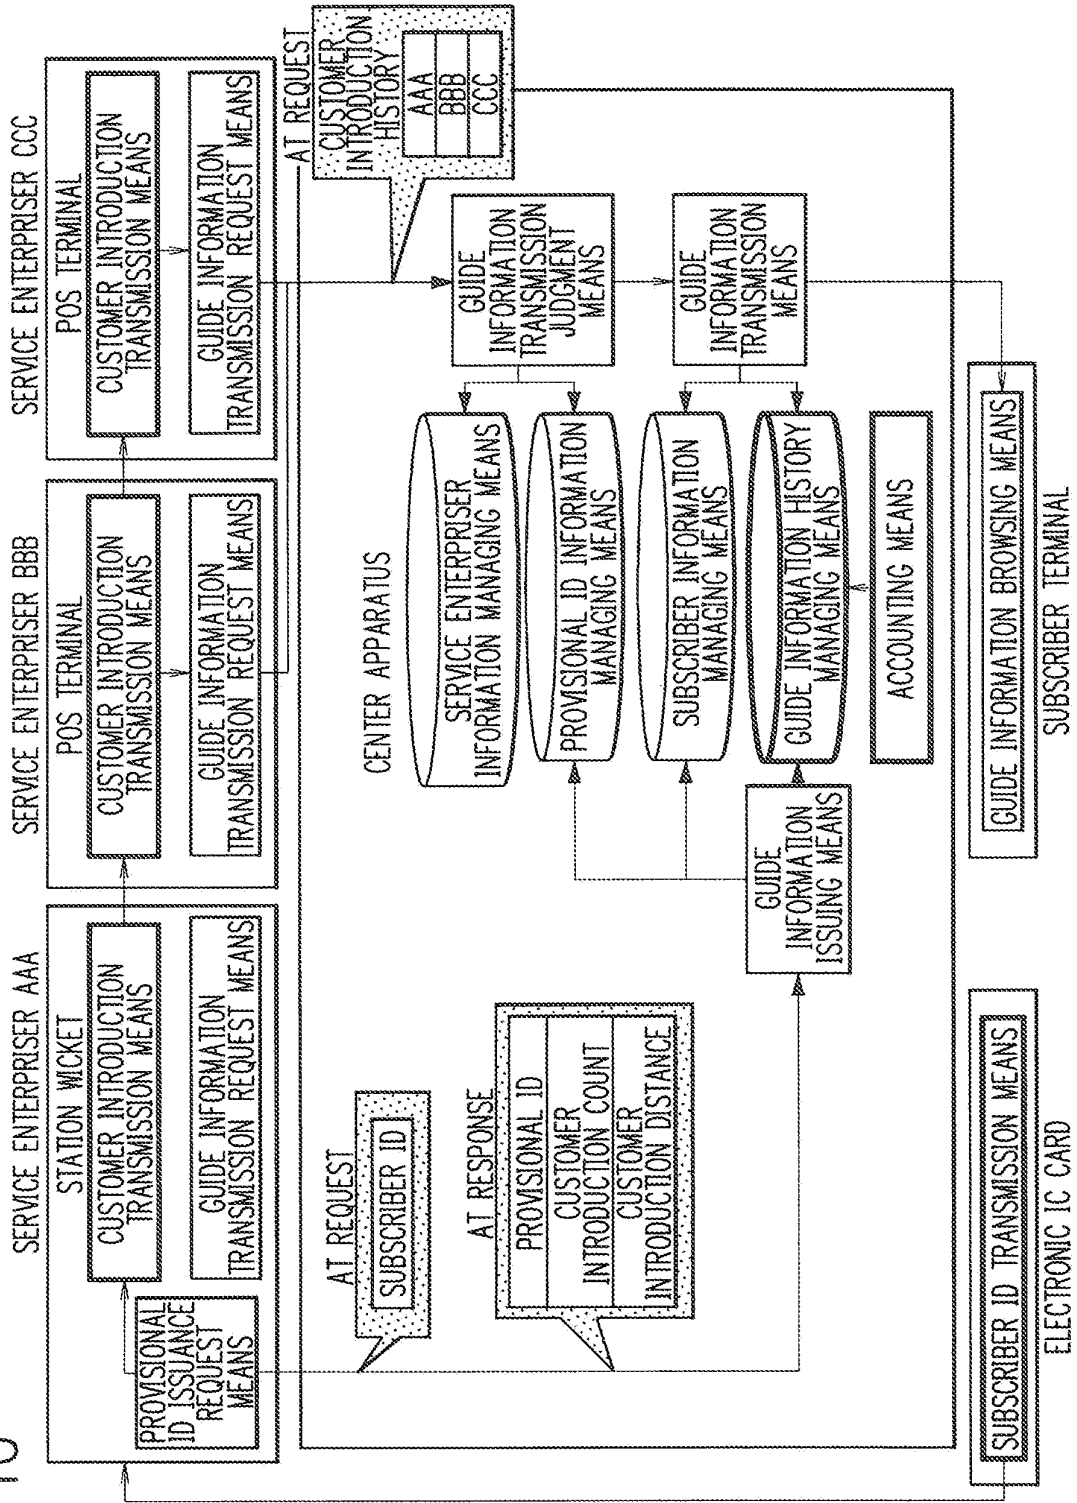 SERVICE ENTERPRISER AAA
STATION WICKET
PROVISIONAL
ID ISSUANCE
REQUEST
MEANS
CUSTOMER INTRODUCTION
TRANSMISSION MEANS
GUIDE INFORMATION
TRANSMISSION REQUEST MEANS
SERVICE ENTERPRISER BBB
POS TERMINAL
CUSTOMER INTRODUCTION
TRANSMISSION MEANS
GUIDE INFORMATION
TRANSMISSION REQUEST MEANS
SERVICE ENTERPRISER CCC
POS TERMINAL
CUSTOMER INTRODUCTION
TRANSMISSION MEANS
GUIDE INFORMATION
TRANSMISSION REQUEST MEANS
AT REQUEST
SUBSCRIBER ID
AT RESPONSE
PROVISIONAL ID
CUSTOMER
INTRODUCTION COUNT
CUSTOMER
INTRODUCTION DISTANCE
AT REQUEST
CUSTOMER
INTRODUCTION
HISTORY
AAA
BBB
CCC
CENTER APPARATUS
SERVICE ENTERPRISER
INFORMATION MANAGING MEANS
PROVISIONAL ID INFORMATION
MANAGING MEANS
SUBSCRIBER INFORMATION
MANAGING MEANS
GUIDE INFORMATION HISTORY
MANAGING MEANS
ACCOUNTING MEANS
GUIDE
INFORMATION
TRANSMISSION
JUDGMENT
MEANS
GUIDE
INFORMATION
TRANSMISSION
MEANS
GUIDE
INFORMATION
ISSUING MEANS
SUBSCRIBER ID TRANSMISSION MEANS
ELECTRONIC IC CARD
GUIDE INFORMATION BROWSING MEANS
SUBSCRIBER TERMINAL